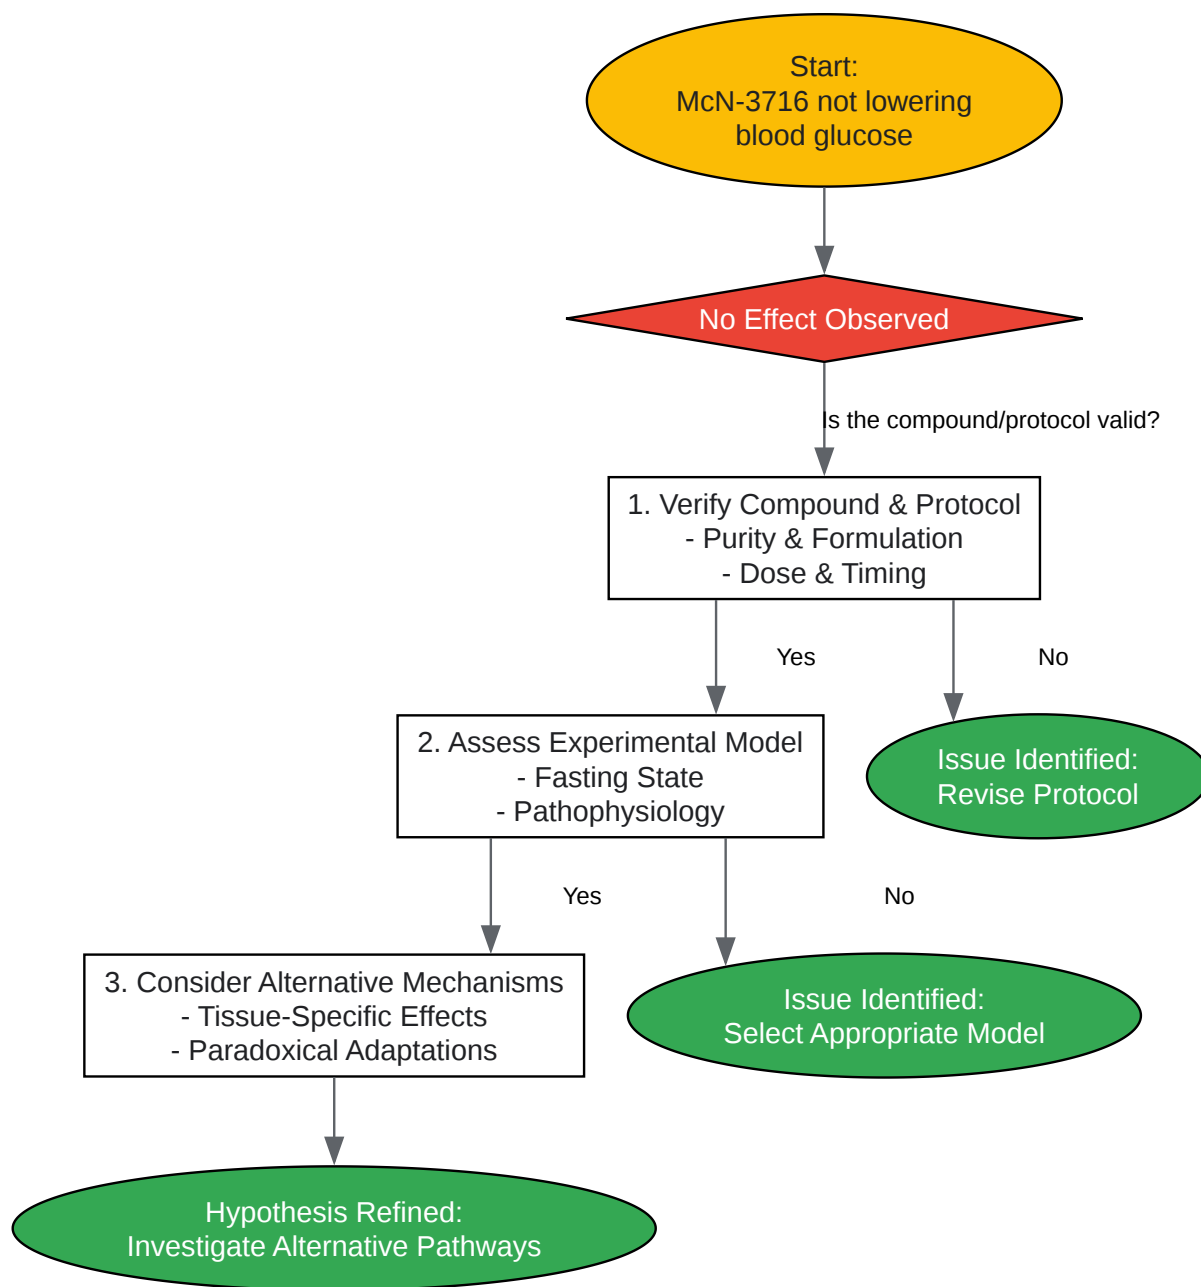 Start:
McN-3716 not lowering
blood glucose
No Effect Observed
Is the compound/protocol valid?
1. Verify Compound & Protocol
- Purity & Formulation
- Dose & Timing
Yes
No
2. Assess Experimental Model
- Fasting State
- Pathophysiology
Issue Identified:
Revise Protocol
Yes
No
3. Consider Alternative Mechanisms
- Tissue-Specific Effects
- Paradoxical Adaptations
Issue Identified:
Select Appropriate Model
Hypothesis Refined:
Investigate Alternative Pathways